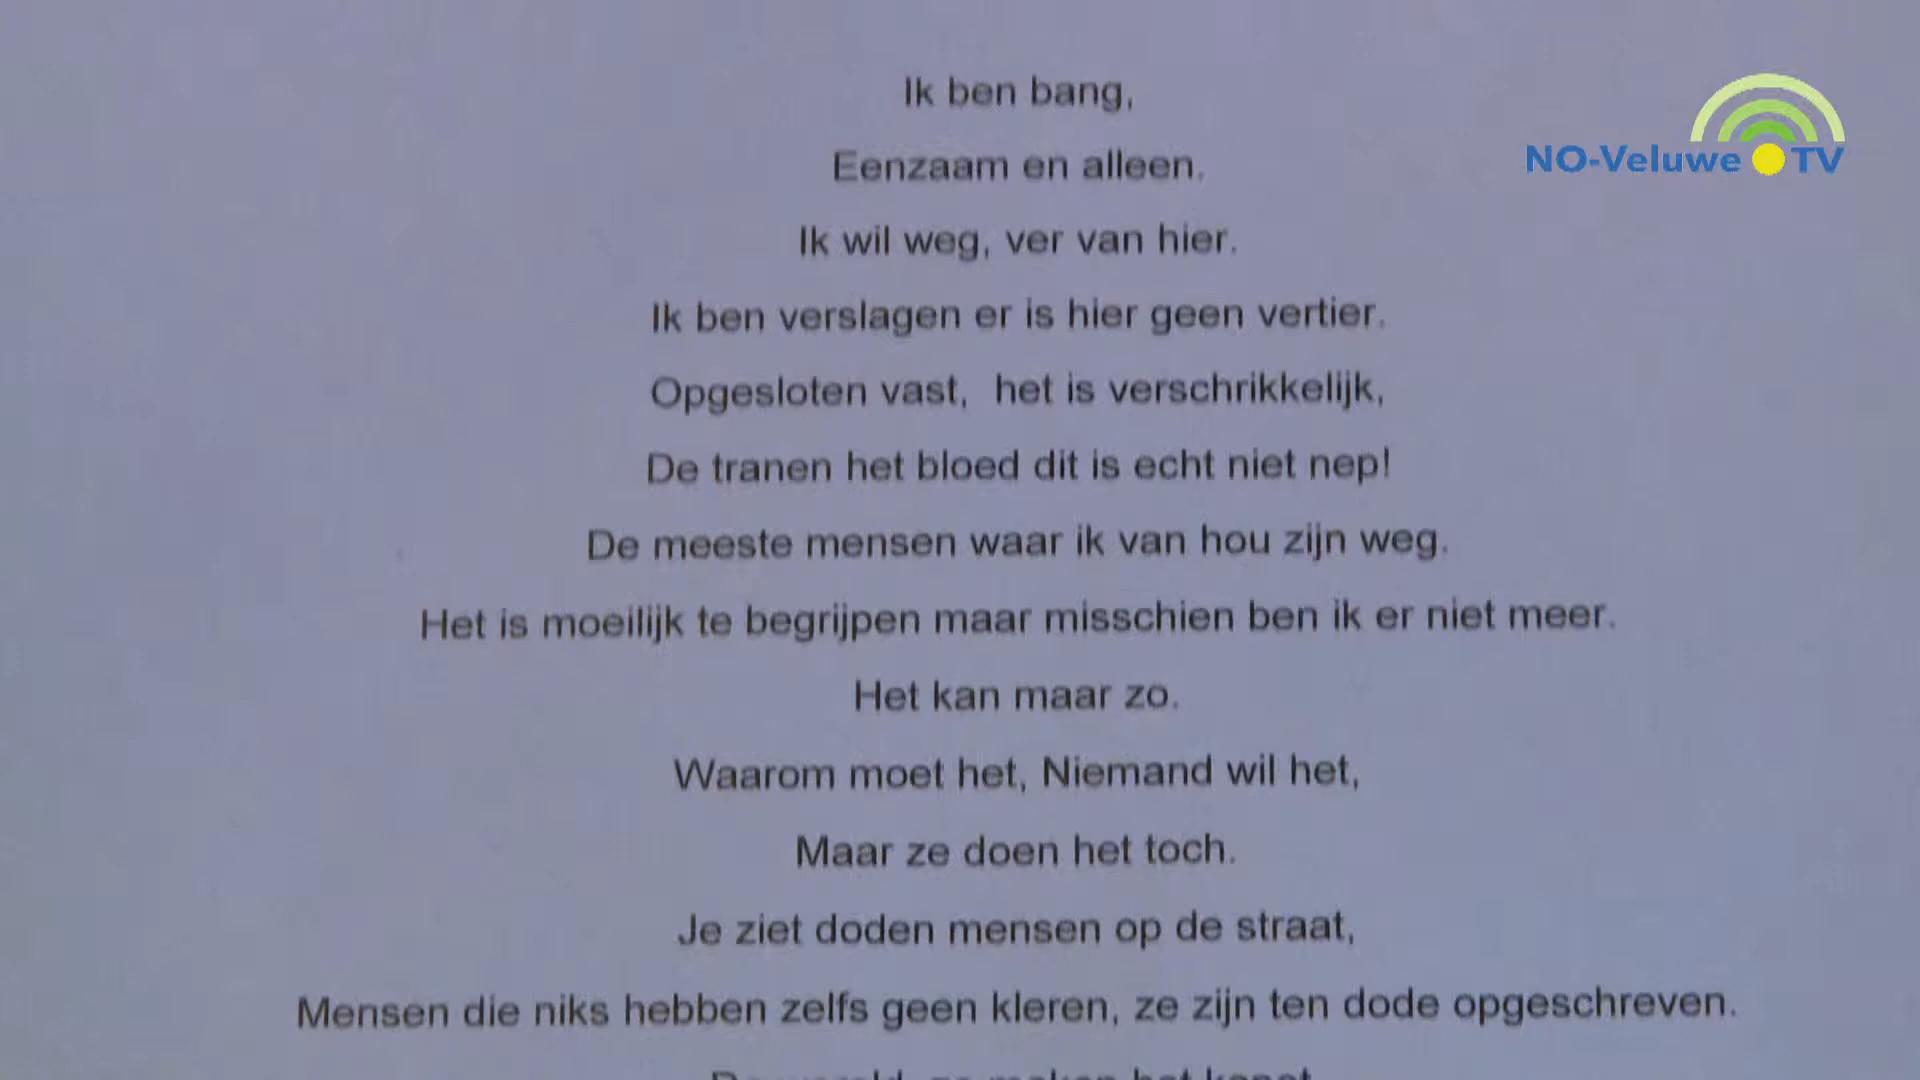 Ik ben bang,
NO-Veluwe TV
Eenzaam en alleen.
Ik wil weg, ver van hier.
Ik ben verslagen er is hier geen vertier.
Opgesloten vast, het is verschrikkelijk,
De tranen het bloed dit is echt niet nep!
De meeste mensen waar ik van hou zijn weg.
Het is moeilijk te begrijpen maar misschien ben ik er niet meer.
Het kan maar zo.
Waarom moet het, Niemand wil het,
Maar ze doen het toch.
Je ziet doden mensen op de straat,
Mensen die niks hebben zelfs geen kleren, ze zijn ten dode opgeschreven.